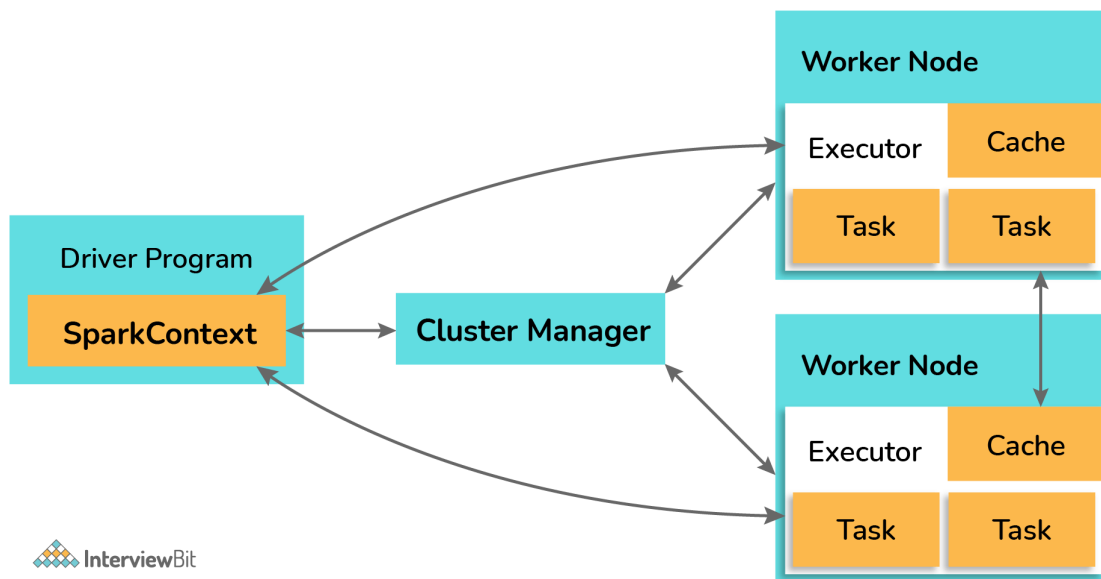 Worker Node
Executor
Cache
Task
Task
Driver Program
SparkContext
Cluster Manager
Worker Node
Executor
Cache
Task
Task
InterviewBit